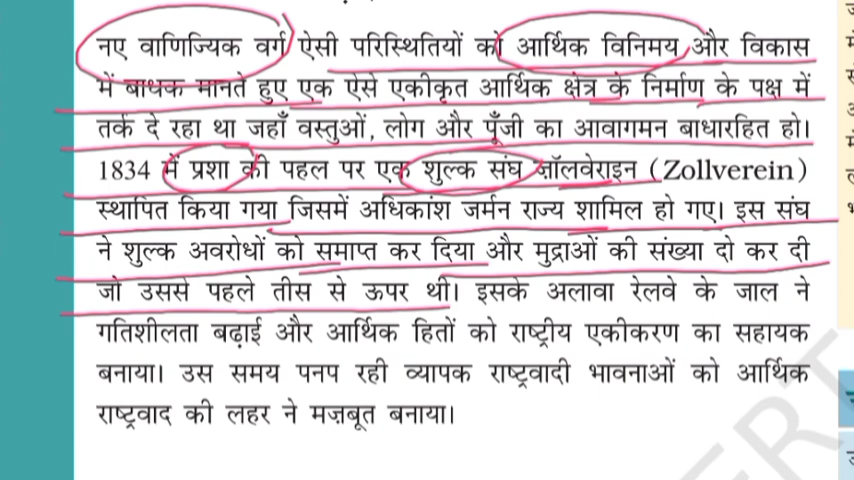 नए वाणिज्यिक वर्ग ऐसी परिस्थितियों को आर्थिक विनिमय और विकास
में बाधक मानते हुए एक ऐसे एकीकृत आर्थिक क्षेत्र के निर्माण के पक्ष में
तर्क दे रहा था जहाँ वस्तुओं, लोग और पूँजी का आवागमन बाधारहित हो।
1834 में प्रशा की पहल पर एक शुल्क संघ जॉलवेराइन (Zollverein)
स्थापित किया गया जिसमें अधिकांश जर्मन राज्य शामिल हो गए। इस संघ
ने शुल्क अवरोधों को समाप्त कर दिया और मुद्राओं की संख्या दो कर दी
जो उससे पहले तीस से ऊपर थी। इसके अलावा रेलवे के जाल ने
गतिशीलता बढ़ाई और आर्थिक हितों को राष्ट्रीय एकीकरण का सहायक
बनाया। उस समय पनप रही व्यापक राष्ट्रवादी भावनाओं को आर्थिक
राष्ट्रवाद की लहर ने मज़बूत बनाया।
ERT